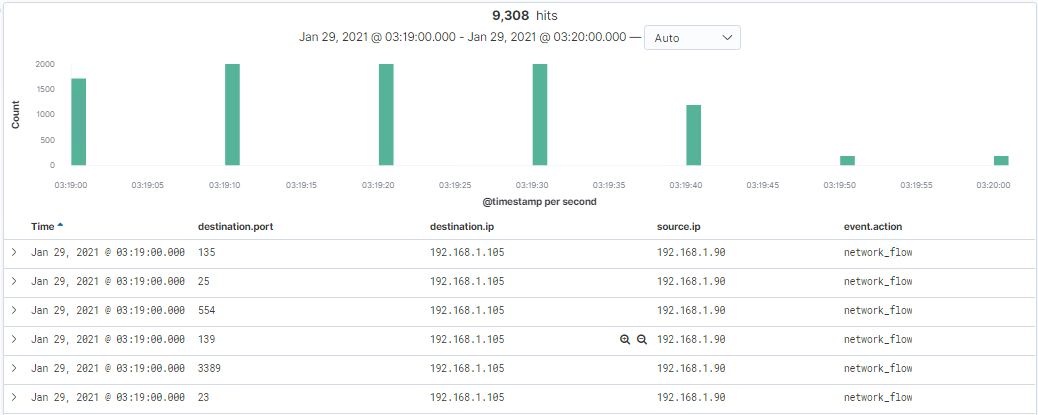 9,308 hits
Jan 29, 2021 @ 03:19:00.000 - Jan 29, 2021 @ 03:20:00.000 — Auto
Count
2000
1500
1000
500
0
03:19:00 03:19:05 03:19:10 03:19:15 03:19:20 03:19:25 03:19:30 03:19:35 03:19:40 03:19:45 03:19:50 03:19:55 03:20:00
@timestamp per second
Time destination.port destination.ip source.ip event.action
Jan 29, 2021 @ 03:19:00.000 135 192.168.1.105 192.168.1.90 network_flow
Jan 29, 2021 @ 03:19:00.000 25 192.168.1.105 192.168.1.90 network_flow
Jan 29, 2021 @ 03:19:00.000 554 192.168.1.105 192.168.1.90 network_flow
Jan 29, 2021 @ 03:19:00.000 139 192.168.1.105 192.168.1.90 network_flow
Jan 29, 2021 @ 03:19:00.000 3389 192.168.1.105 192.168.1.90 network_flow
Jan 29, 2021 @ 03:19:00.000 23 192.168.1.105 192.168.1.90 network_flow